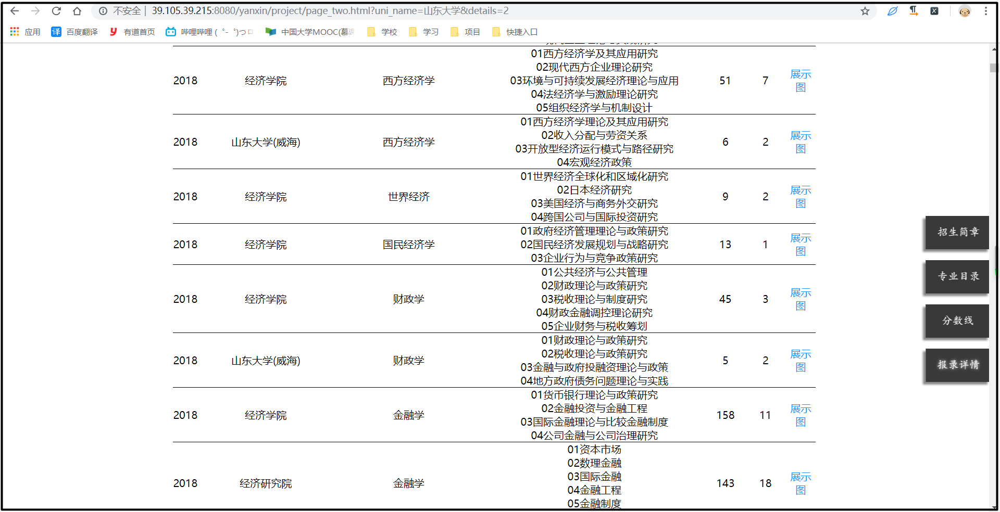 不安全 | 39.105.39.215:8080/yanxin/project/page_two.html?uni_name=山东大学&details=2
应用 译 百度翻译 y 有道首页 哔哩哔哩 ( ゜- ゜)つロ 中国大学MOOC(慕 学校 学习 项目 快捷入口
01西方经济学及其应用研究
02现代西方企业理论研究
2018 经济学院 西方经济学 03环境与可持续发展经济理论与应用 51 7 展示
图
04法经济学与激励理论研究
05组织经济学与机制设计
01西方经济学理论及其应用研究
02收入分配与劳资关系
2018 山东大学(威海) 西方经济学 03开放型经济运行模式与路径研究 6 2 展示
图
04宏观经济政策
01世界经济全球化和区域化研究
02日本经济研究
2018 经济学院 世界经济 03美国经济与商务外交研究 9 2 展示
图
04跨国公司与国际投资研究
01政府经济管理理论与政策研究
2018 经济学院 国民经济学 02国民经济发展规划与战略研究 13 1 展示
图
03企业行为与竞争政策研究
01公共经济与公共管理
02财政理论与政策研究
2018 经济学院 财政学 03税收理论与制度研究 45 3 展示
图
04财政金融调控理论研究
05企业财务与税收筹划
01财政理论与政策研究
02税收理论与政策研究
2018 山东大学(威海) 财政学 03金融与政府投融资理论与政策 5 2 展示
图
04地方政府债务问题理论与实践
01货币银行理论与政策研究
02金融投资与金融工程
2018 经济学院 金融学 03国际金融理论与比较金融制度 158 11 展示
图
04公司金融与公司治理研究
01资本市场
02数理金融
03国际金融
2018 经济研究院 金融学 04金融工程 143 18 展示
图
05金融制度
招生简章
专业目录
分数线
报录详情